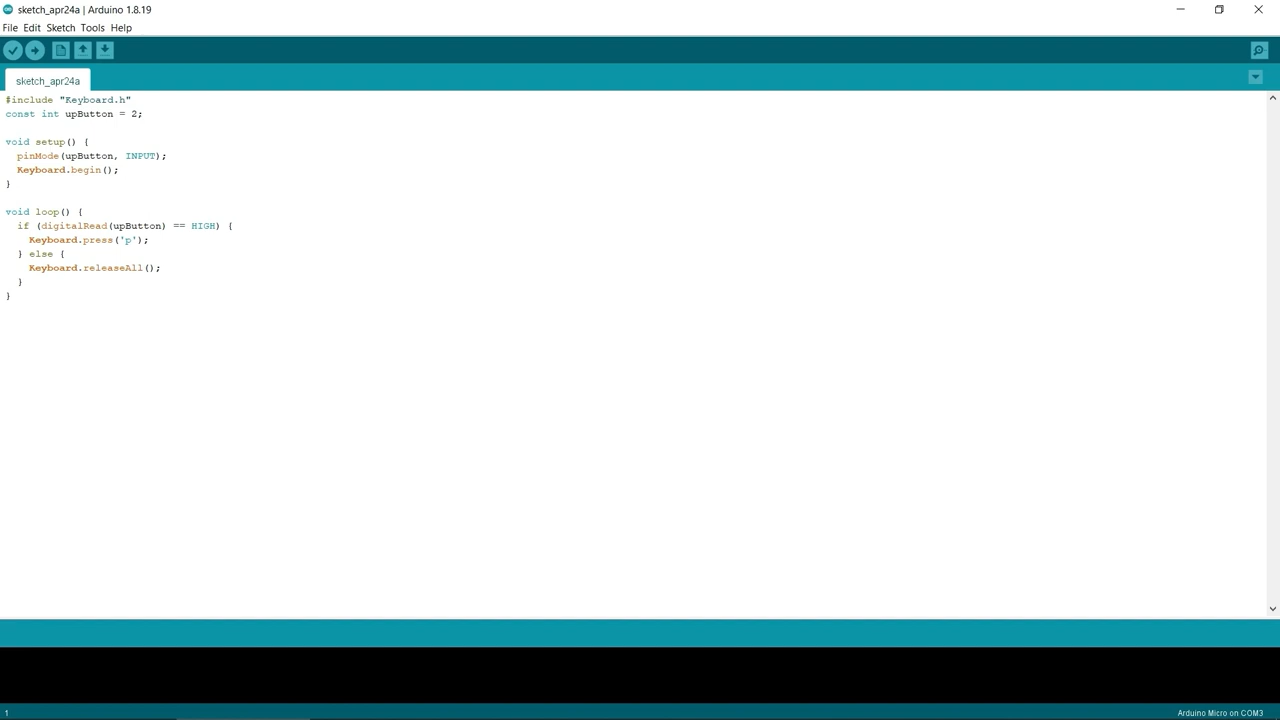 sketch_apr24a | Arduino 1.8.19
File Edit Sketch Tools Help
sketch_apr24a
#include "Keyboard.h"
const int upButton = 2;
void setup() {
  pinMode(upButton, INPUT);
  Keyboard.begin();
}
void loop() {
  if (digitalRead(upButton) == HIGH) {
    Keyboard.press('p');
  } else {
    Keyboard.releaseAll();
  }
}
1
Arduino Micro on COM3